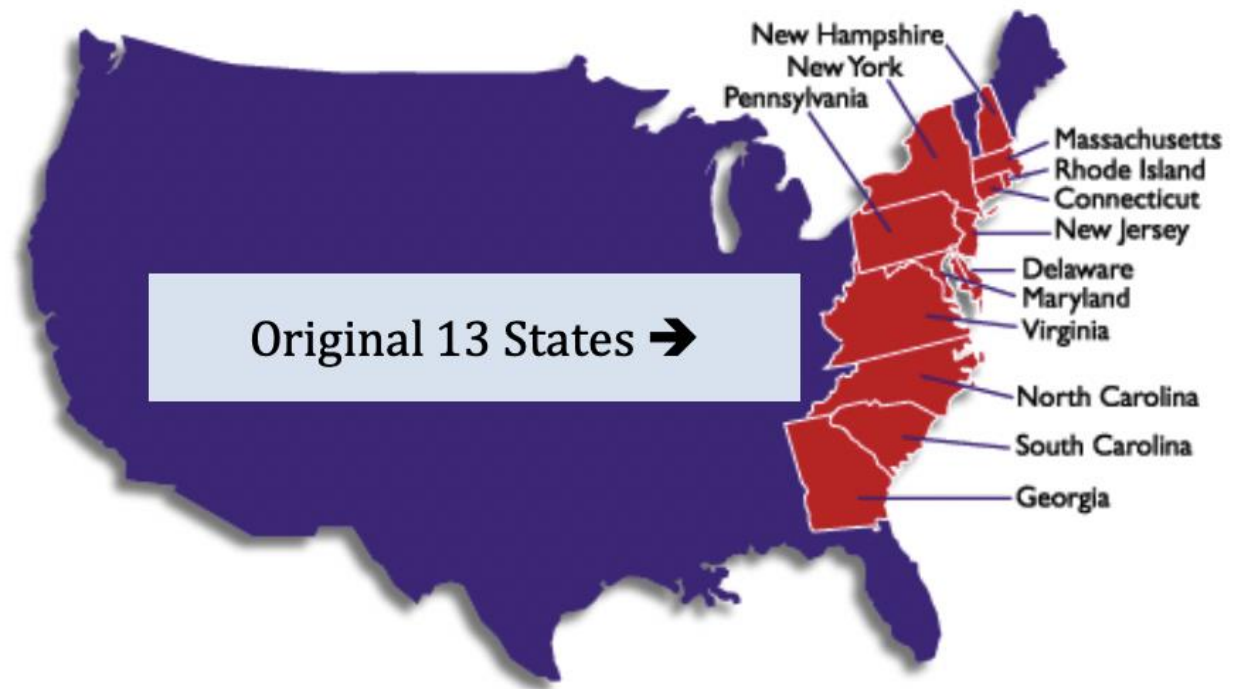 New Hampshire
New York
Pennsylvania
Massachusetts
Rhode Island
Connecticut
New Jersey
Delaware
Maryland
Virginia
Original 13 States ➔
North Carolina
South Carolina
Georgia